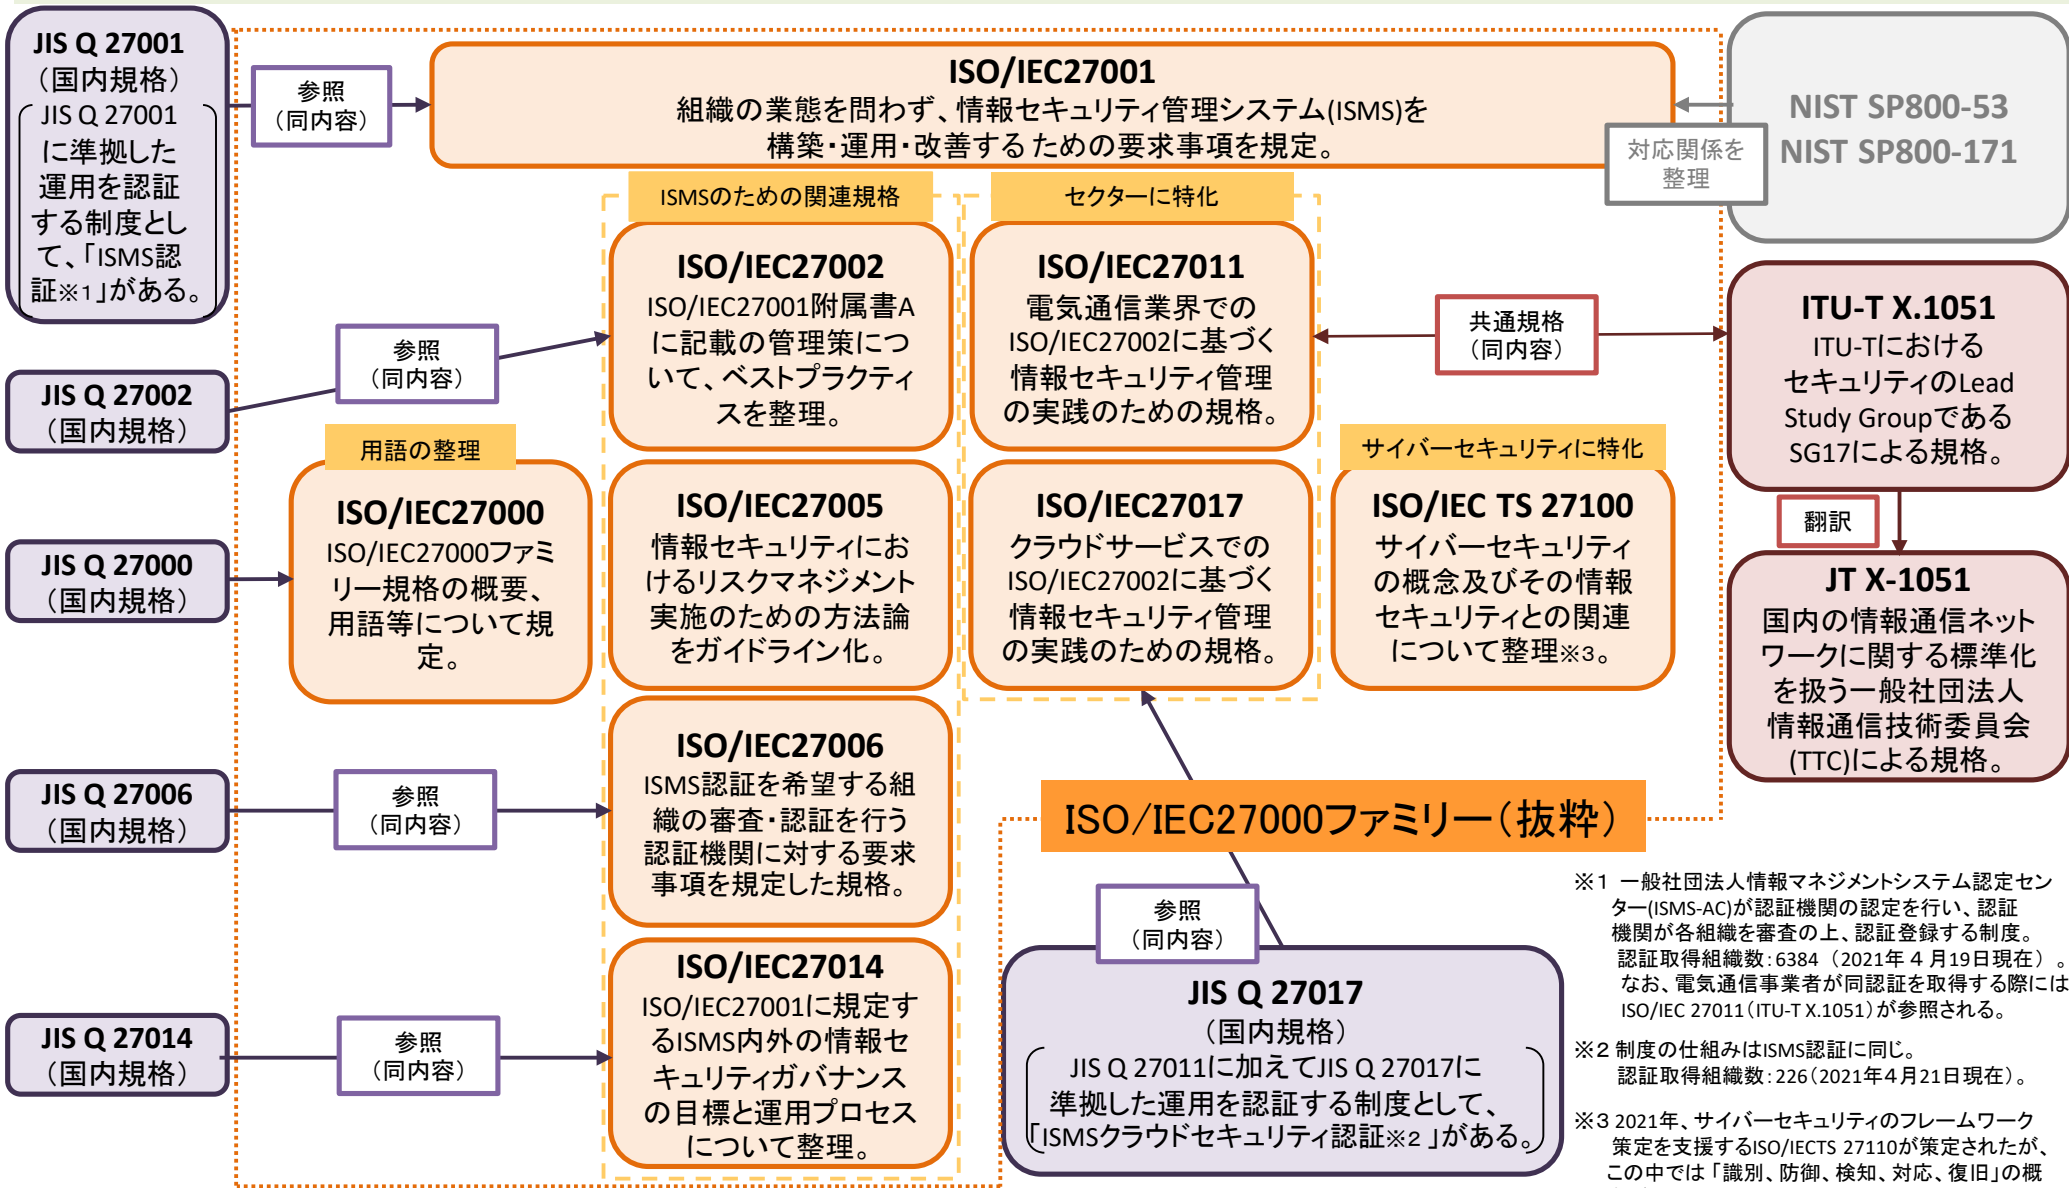 JIS Q 27001
（国内規格）
JIS Q 27001
に準拠した
運用を認証
する制度とし
て、「ISMS認
証※1」がある。
参照
（同内容）
ISO/IEC27001
組織の業態を問わず、情報セキュリティ管理システム(ISMS)を
構築・運用・改善するための要求事項を規定。
NIST SP800-53
NIST SP800-171
対応関係を
整理
ISMSのための関連規格
セクターに特化
ISO/IEC27002
ISO/IEC27001附属書A
に記載の管理策につ
いて、ベストプラクティ
スを整理。
ISO/IEC27011
電気通信業界での
ISO/IEC27002に基づく
情報セキュリティ管理
の実践のための規格。
共通規格
（同内容）
ITU-T X.1051
ITU-Tにおける
セキュリティのLead
Study Groupである
SG17による規格。
JIS Q 27002
（国内規格）
参照
（同内容）
用語の整理
サイバーセキュリティに特化
ISO/IEC27000
ISO/IEC27000ファミ
リー規格の概要、
用語等について規
定。
ISO/IEC27005
情報セキュリティにお
けるリスクマネジメント
実施のための方法論
をガイドライン化。
ISO/IEC27017
クラウドサービスでの
ISO/IEC27002に基づく
情報セキュリティ管理
の実践のための規格。
ISO/IEC TS 27100
サイバーセキュリティ
の概念及びその情報
セキュリティとの関連
について整理※3。
翻訳
JT X-1051
国内の情報通信ネット
ワークに関する標準化
を扱う一般社団法人
情報通信技術委員会
(TTC)による規格。
JIS Q 27000
（国内規格）
JIS Q 27006
（国内規格）
参照
（同内容）
ISO/IEC27006
ISMS認証を希望する組
織の審査・認証を行う
認証機関に対する要求
事項を規定した規格。
ISO/IEC27000ファミリー（抜粋）
JIS Q 27014
（国内規格）
参照
（同内容）
ISO/IEC27014
ISO/IEC27001に規定す
るISMS内外の情報セ
キュリティガバナンス
の目標と運用プロセス
について整理。
参照
（同内容）
JIS Q 27017
（国内規格）
JIS Q 27011に加えてJIS Q 27017に
準拠した運用を認証する制度として、
「ISMSクラウドセキュリティ認証※2 」がある。
※1 一般社団法人情報マネジメントシステム認定セン
ター(ISMS-AC)が認証機関の認定を行い、認証
機関が各組織を審査の上、認証登録する制度。
認証取得組織数：6384 （2021年４月19日現在） 。
なお、電気通信事業者が同認証を取得する際には
ISO/IEC 27011（ITU-T X.1051）が参照される。
※2 制度の仕組みはISMS認証に同じ。
認証取得組織数：226（2021年4月21日現在）。
※3 2021年、サイバーセキュリティのフレームワーク
策定を支援するISO/IECTS 27110が策定されたが、
この中では「識別、防御、検知、対応、復旧」の概